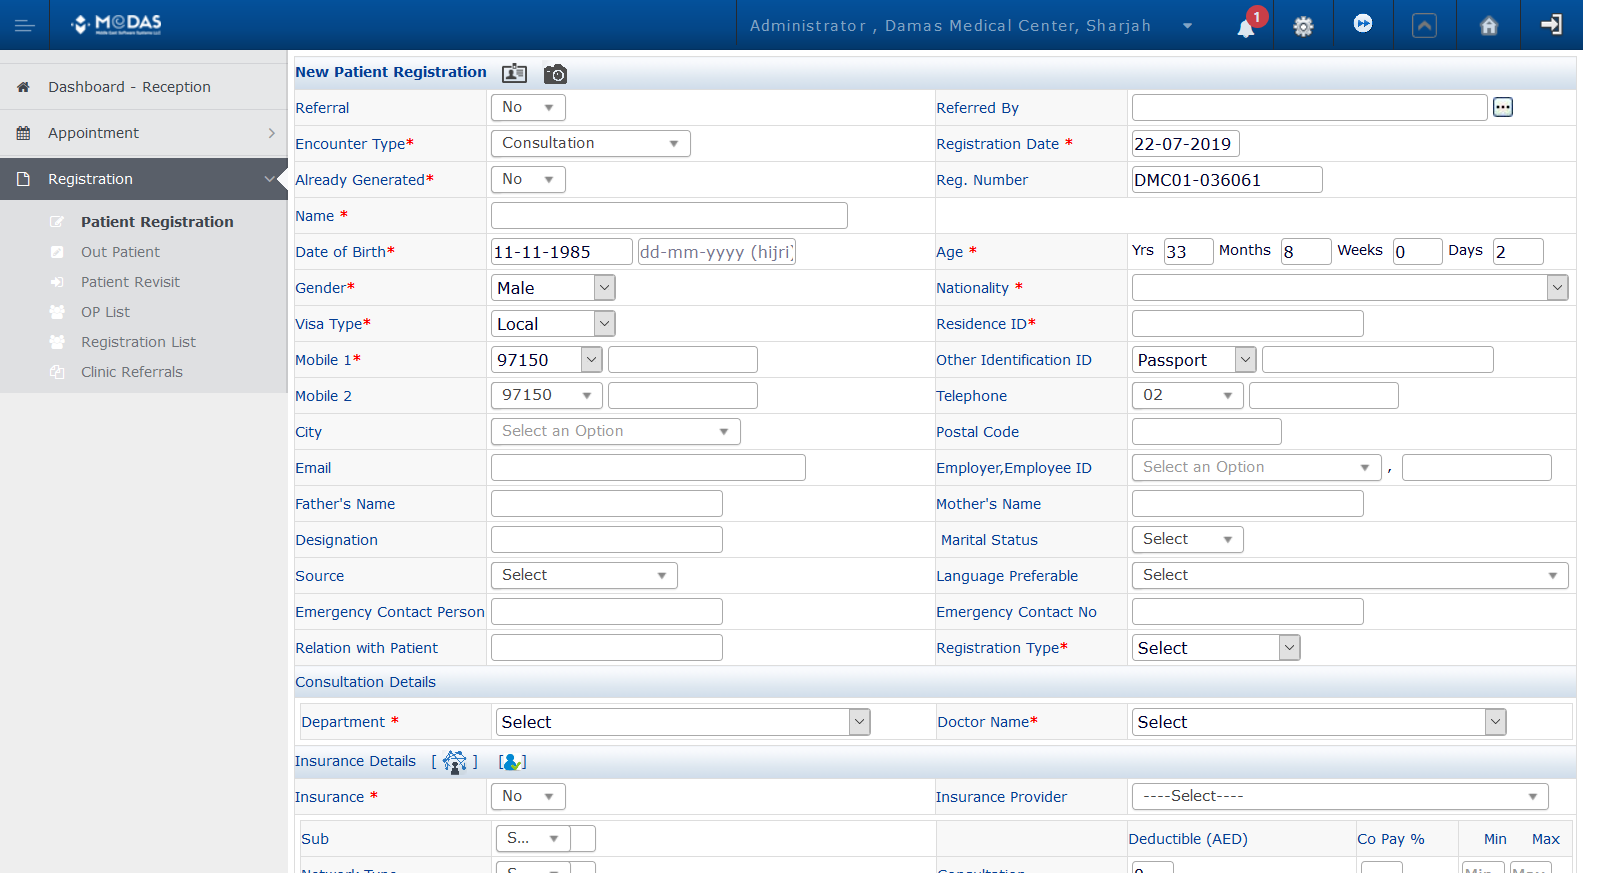 MEDAS
Middle East Software Systems LLC
Administrator , Damas Medical Center, Sharjah
1
Dashboard - Reception
Appointment
Registration
Patient Registration
Out Patient
Patient Revisit
OP List
Registration List
Clinic Referrals
New Patient Registration
Referral No Referred By
Encounter Type* Consultation Registration Date * 22-07-2019
Already Generated* No Reg. Number DMC01-036061
Name *
Date of Birth* 11-11-1985 dd-mm-yyyy (hijri) Age * Yrs 33 Months 8 Weeks 0 Days 2
Gender* Male Nationality *
Visa Type* Local Residence ID*
Mobile 1* 97150 Other Identification ID Passport
Mobile 2 97150 Telephone 02
City Select an Option Postal Code
Email Employer,Employee ID Select an Option ,
Father's Name Mother's Name
Designation Marital Status Select
Source Select Language Preferable Select
Emergency Contact Person Emergency Contact No
Relation with Patient Registration Type* Select
Consultation Details
Department * Select Doctor Name* Select
Insurance Details [ ] [ ]
Insurance * No Insurance Provider ----Select----
Sub S... Deductible (AED) Co Pay % Min Max
Network Type S... Consultation 0 Min Max